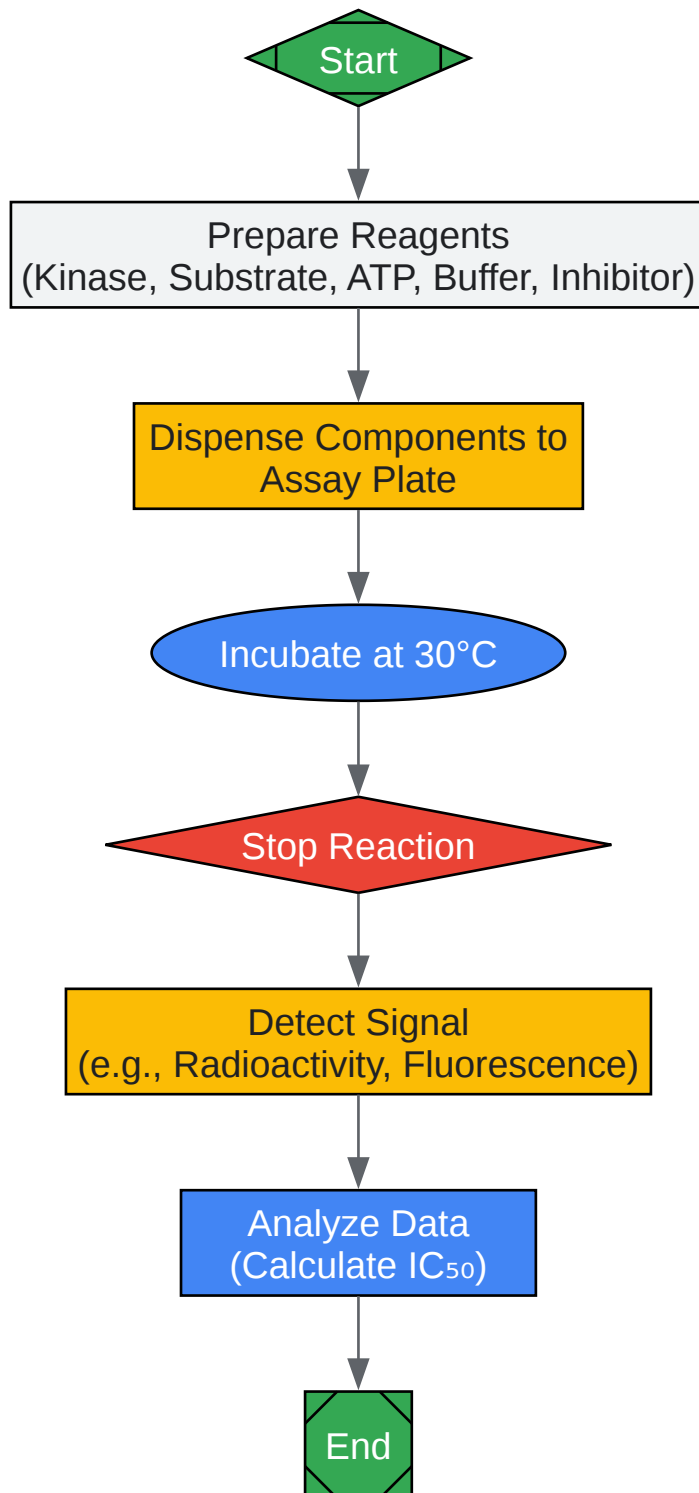 Start
Prepare Reagents
(Kinase, Substrate, ATP, Buffer, Inhibitor)
Dispense Components to
Assay Plate
Incubate at 30°C
Stop Reaction
Detect Signal
(e.g., Radioactivity, Fluorescence)
Analyze Data
(Calculate IC₅₀)
End